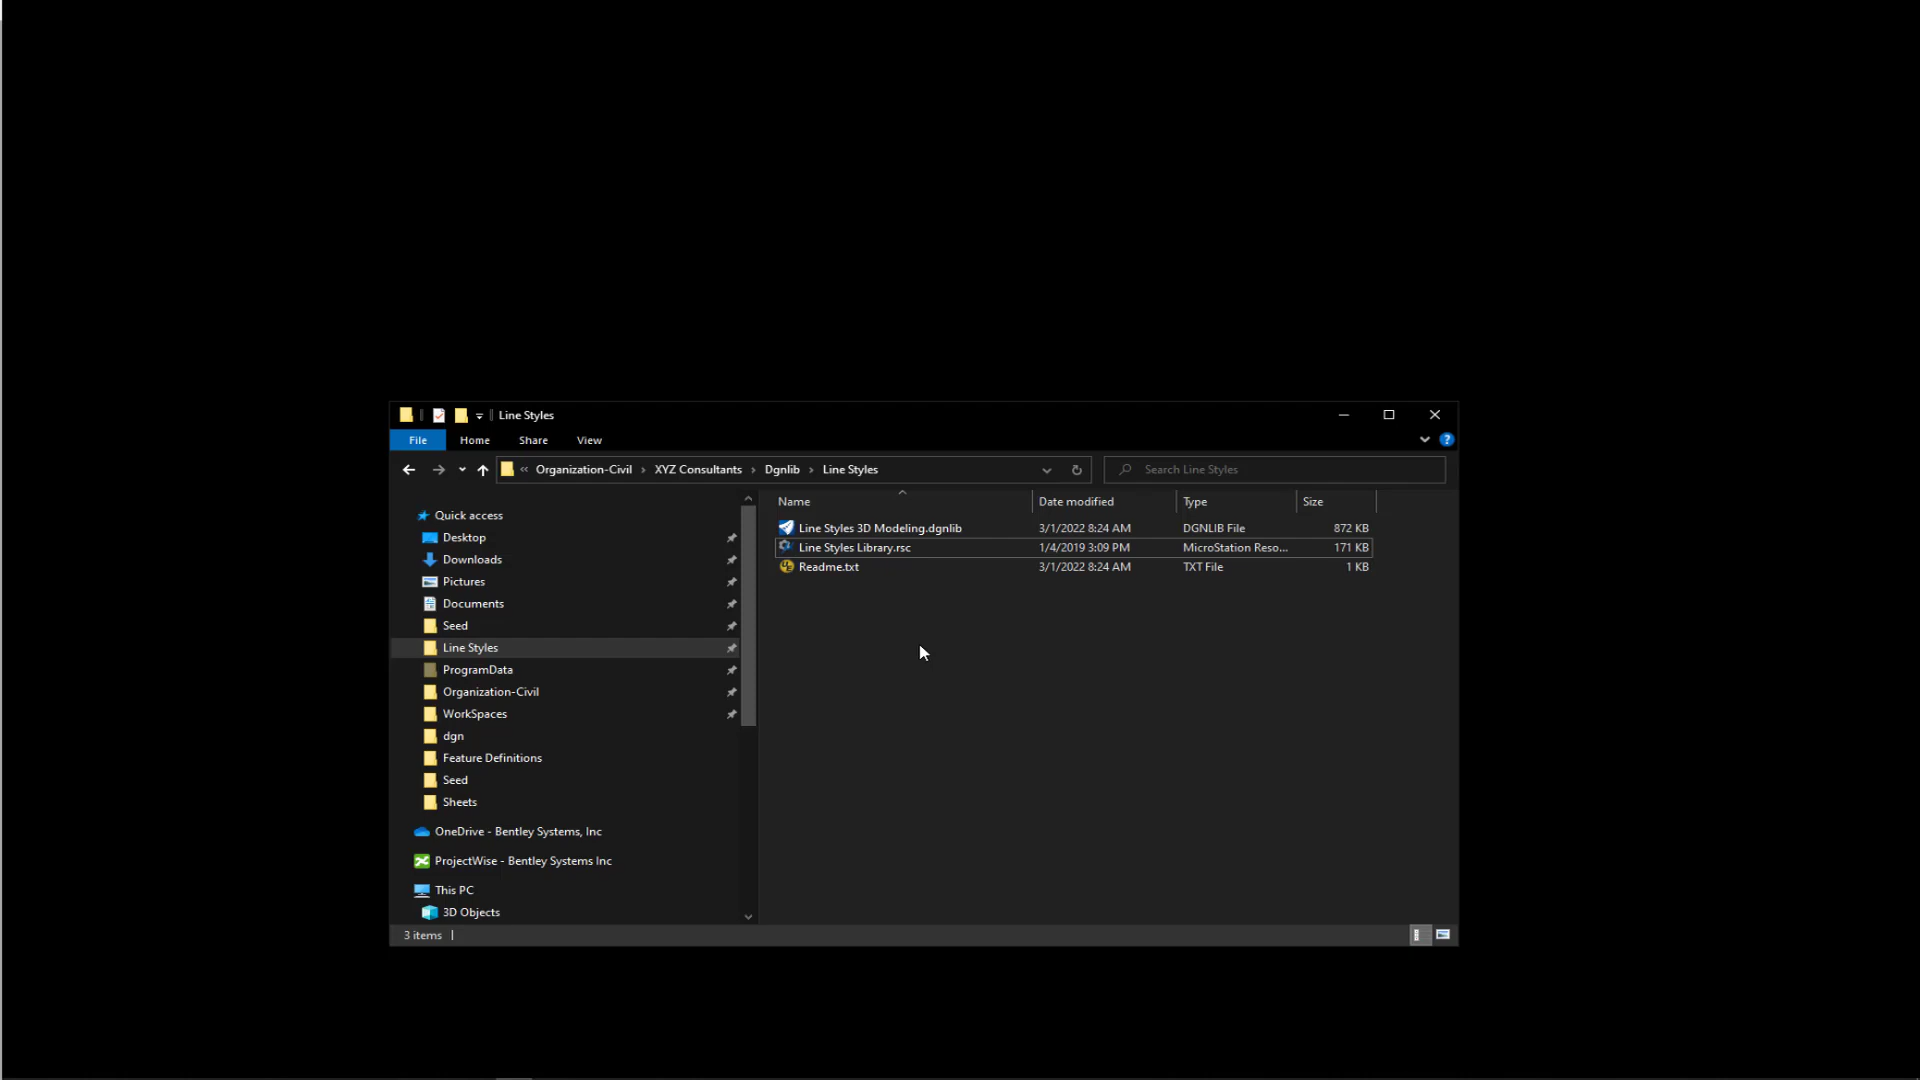 Line Styles
File Home Share View
« Organization-Civil › XYZ Consultants › Dgnlib › Line Styles Search Line Styles
Name Date modified Type Size
Line Styles 3D Modeling.dgnlib 3/1/2022 8:24 AM DGNLIB File 872 KB
Line Styles Library.rsc 1/4/2019 3:09 PM MicroStation Reso... 171 KB
Readme.txt 3/1/2022 8:24 AM TXT File 1 KB
Quick access
Desktop
Downloads
Pictures
Documents
Seed
Line Styles
ProgramData
Organization-Civil
WorkSpaces
dgn
Feature Definitions
Seed
Sheets
OneDrive - Bentley Systems, Inc
ProjectWise - Bentley Systems Inc
This PC
3D Objects
3 items